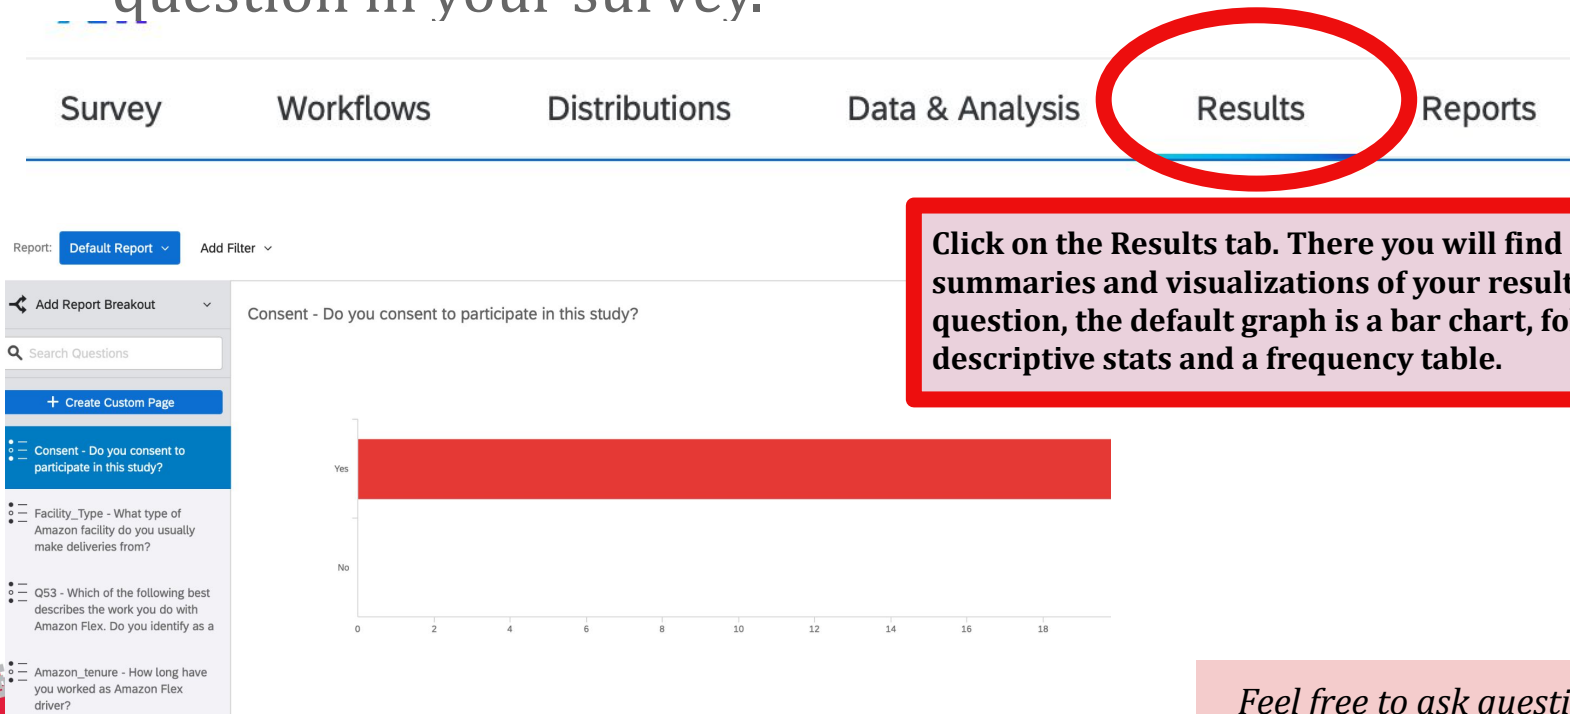 question in your survey.
Survey Workflows Distributions Data & Analysis Results Reports
Report: Default Report Add Filter
Click on the Results tab. There you will find
summaries and visualizations of your result
question, the default graph is a bar chart, fo
descriptive stats and a frequency table.
Add Report Breakout
Search Questions
+ Create Custom Page
Consent - Do you consent to
participate in this study?
Facility_Type - What type of
Amazon facility do you usually
make deliveries from?
Q53 - Which of the following best
describes the work you do with
Amazon Flex. Do you identify as a
Amazon_tenure - How long have
you worked as Amazon Flex
driver?
Consent - Do you consent to participate in this study?
Yes
No
0 2 4 6 8 10 12 14 16 18
Feel free to ask questi